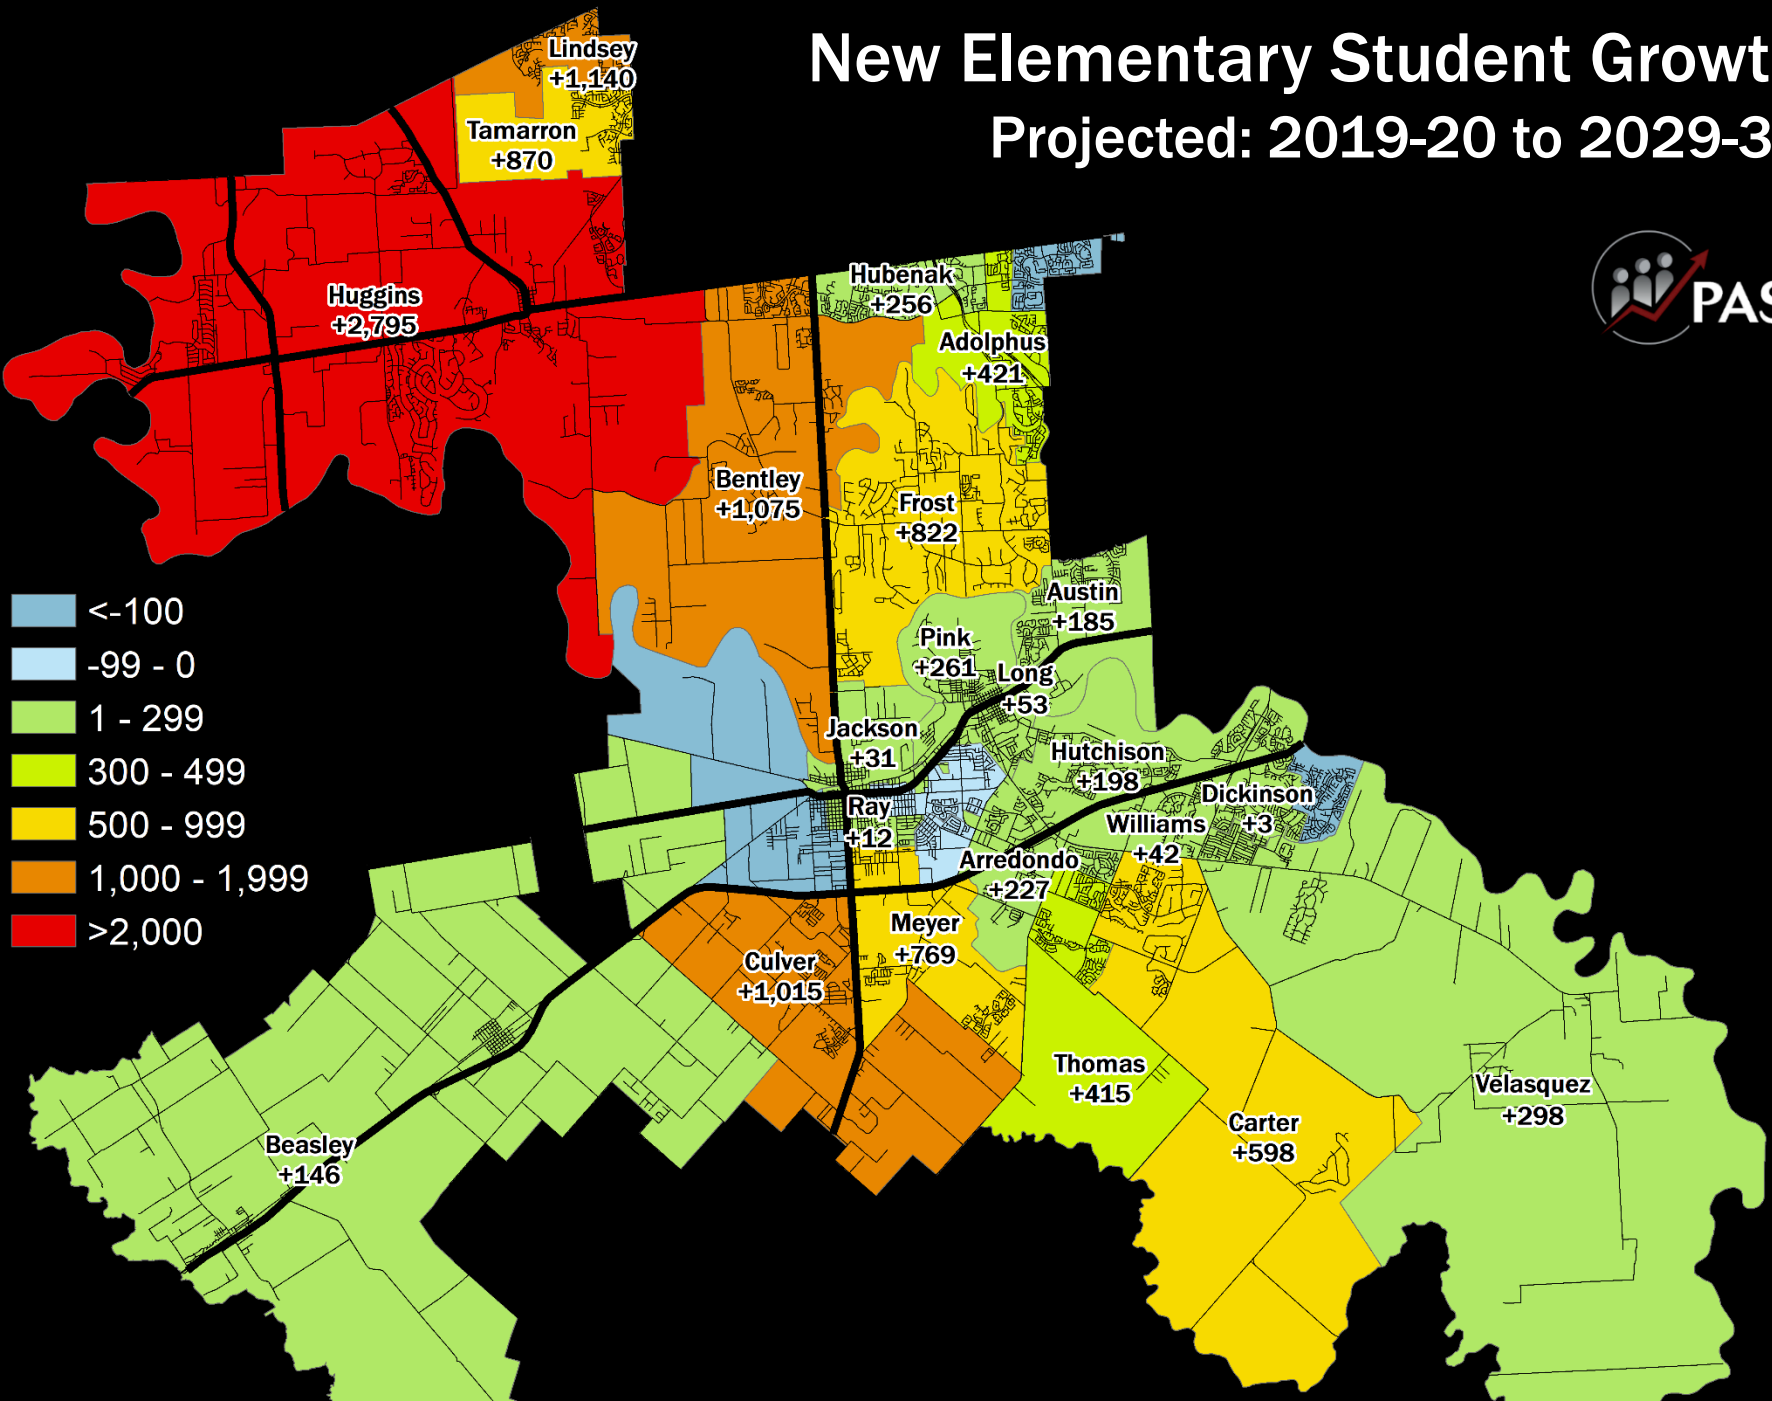 New Elementary Student Growt
Projected: 2019-20 to 2029-3
PAS
Lindsey
+1,140
Tamarron
+870
Huggins
+2,795
Hubenak
+256
Adolphus
+421
Bentley
+1,075
Frost
+822
Austin
+185
Pink
+261
Long
+53
Jackson
+31
Hutchison
+198
Dickinson
+3
Ray
+12
Williams
+42
Arredondo
+227
Meyer
+769
Culver
+1,015
Thomas
+415
Carter
+598
Velasquez
+298
Beasley
+146
<-100
-99 - 0
1 - 299
300 - 499
500 - 999
1,000 - 1,999
>2,000